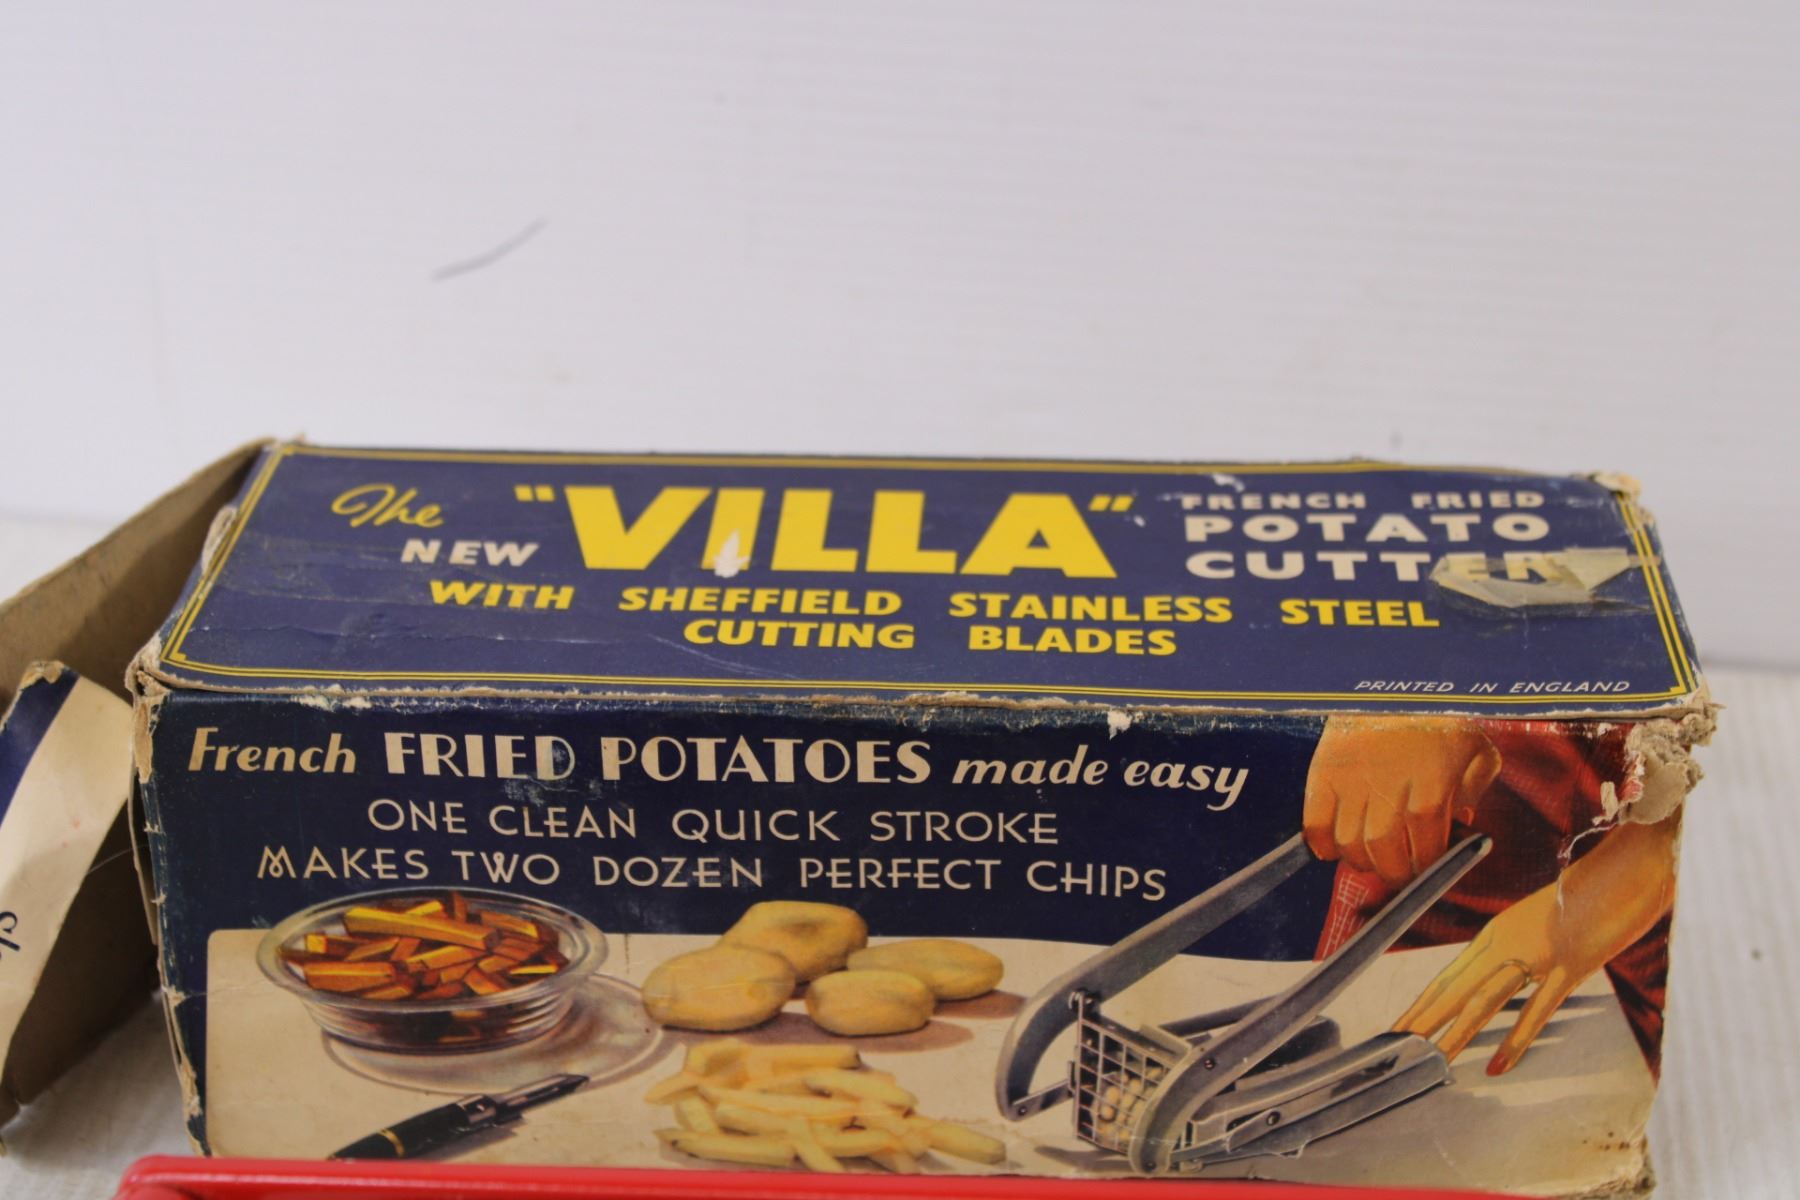 The NEW "VILLA" FRENCH FRIED
POTATO
CUTTER
WITH SHEFFIELD STAINLESS STEEL
CUTTING BLADES
PRINTED IN ENGLAND
French FRIED POTATOES made easy
ONE CLEAN QUICK STROKE
MAKES TWO DOZEN PERFECT CHIPS